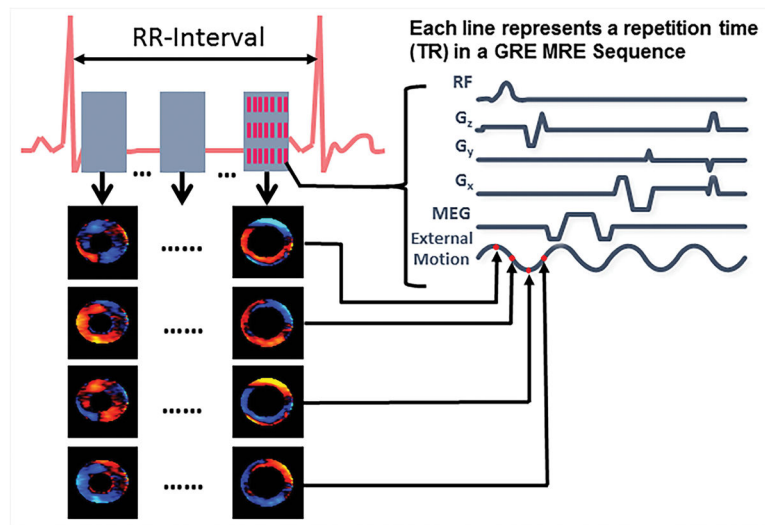 RR-Interval
Each line represents a repetition time
(TR) in a GRE MRE Sequence
RF
Gz
Gy
Gx
MEG
External
Motion
... ...
......
......
......
......